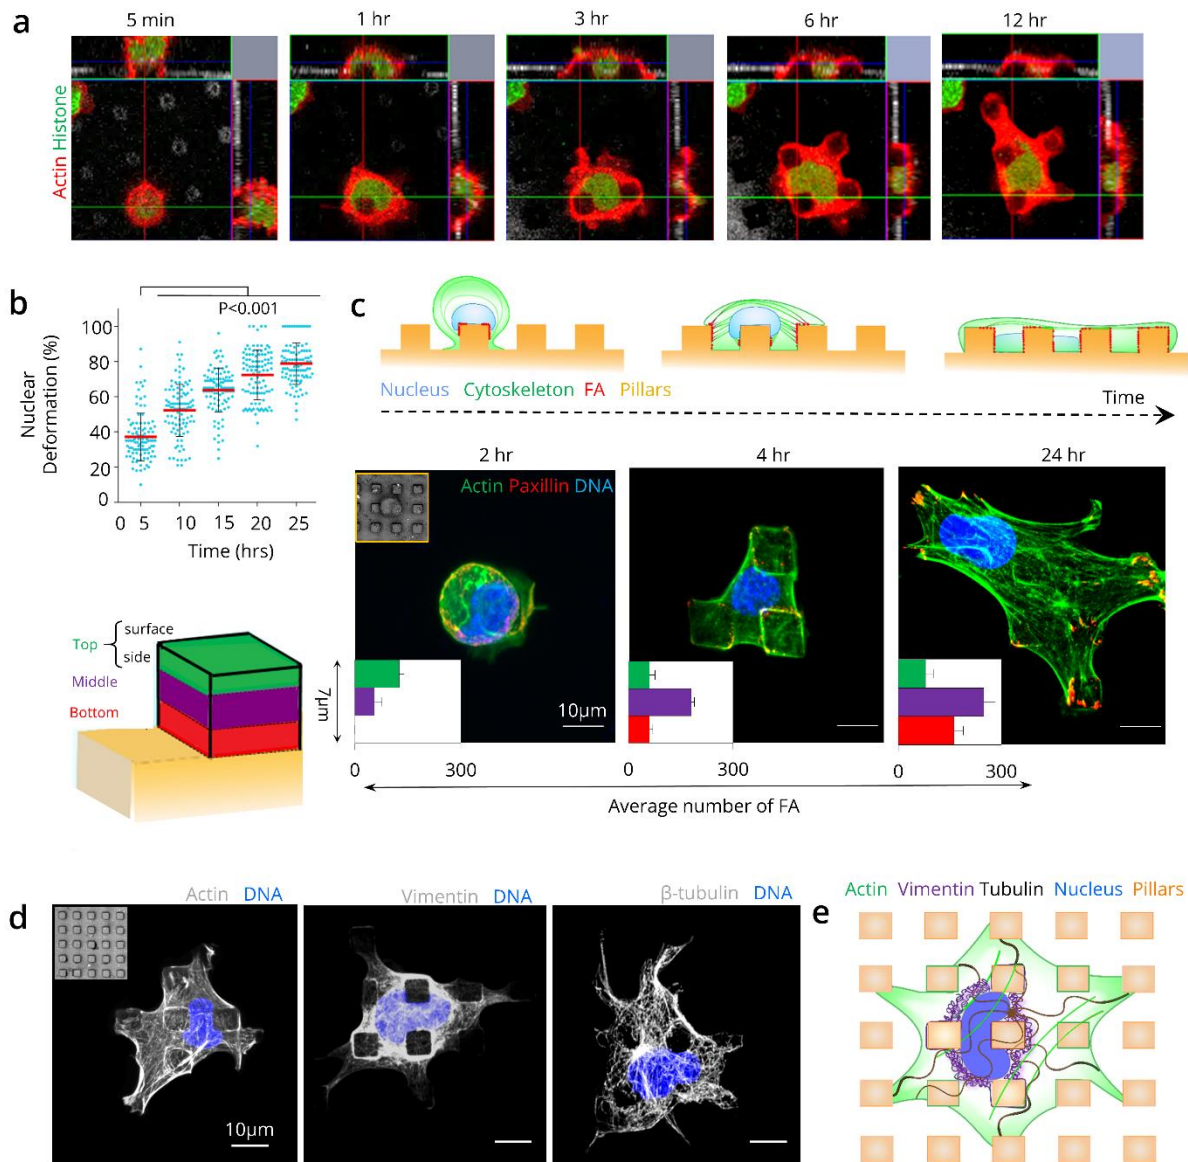 a
5 min
1 hr
3 hr
6 hr
12 hr
Actin Histone
b
P<0.001
Nuclear
Deformation (%)
100
80
60
40
20
0
0 5 10 15 20 25
Time (hrs)
c
Nucleus Cytoskeleton FA Pillars
Time
2 hr
4 hr
24 hr
Actin Paxillin DNA
Top
surface
side
Middle
Bottom
7μm
10μm
0 300
0 300
0 300
Average number of FA
d
Actin DNA
Vimentin DNA
β-tubulin DNA
10μm
e
Actin Vimentin Tubulin Nucleus Pillars